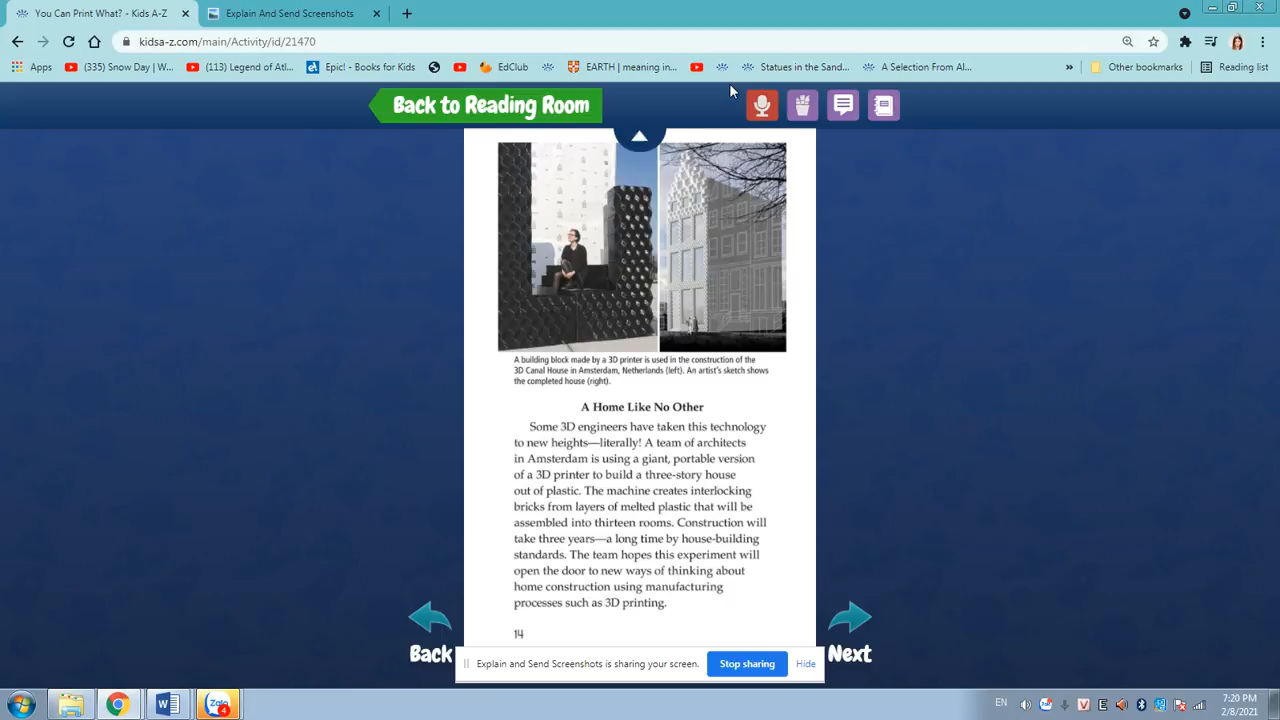 You Can Print What? - Kids A-Z
Explain And Send Screenshots
kidsa-z.com/main/Activity/id/21470
Apps
(335) Snow Day | W...
(113) Legend of Atl...
Epic! - Books for Kids
EdClub
EARTH | meaning in...
Statues in the Sand...
A Selection From Al...
»
Other bookmarks
Reading list
Back to Reading Room
A building block made by a 3D printer is used in the construction of the
3D Canal House in Amsterdam, Netherlands (left). An artist's sketch shows
the completed house (right).
A Home Like No Other
Some 3D engineers have taken this technology
to new heights—literally! A team of architects
in Amsterdam is using a giant, portable version
of a 3D printer to build a three-story house
out of plastic. The machine creates interlocking
bricks from layers of melted plastic that will be
assembled into thirteen rooms. Construction will
take three years—a long time by house-building
standards. The team hopes this experiment will
open the door to new ways of thinking about
home construction using manufacturing
processes such as 3D printing.
14
Back
Next
Explain and Send Screenshots is sharing your screen.
Stop sharing
Hide
Zalo
4
EN
7:20 PM
2/8/2021